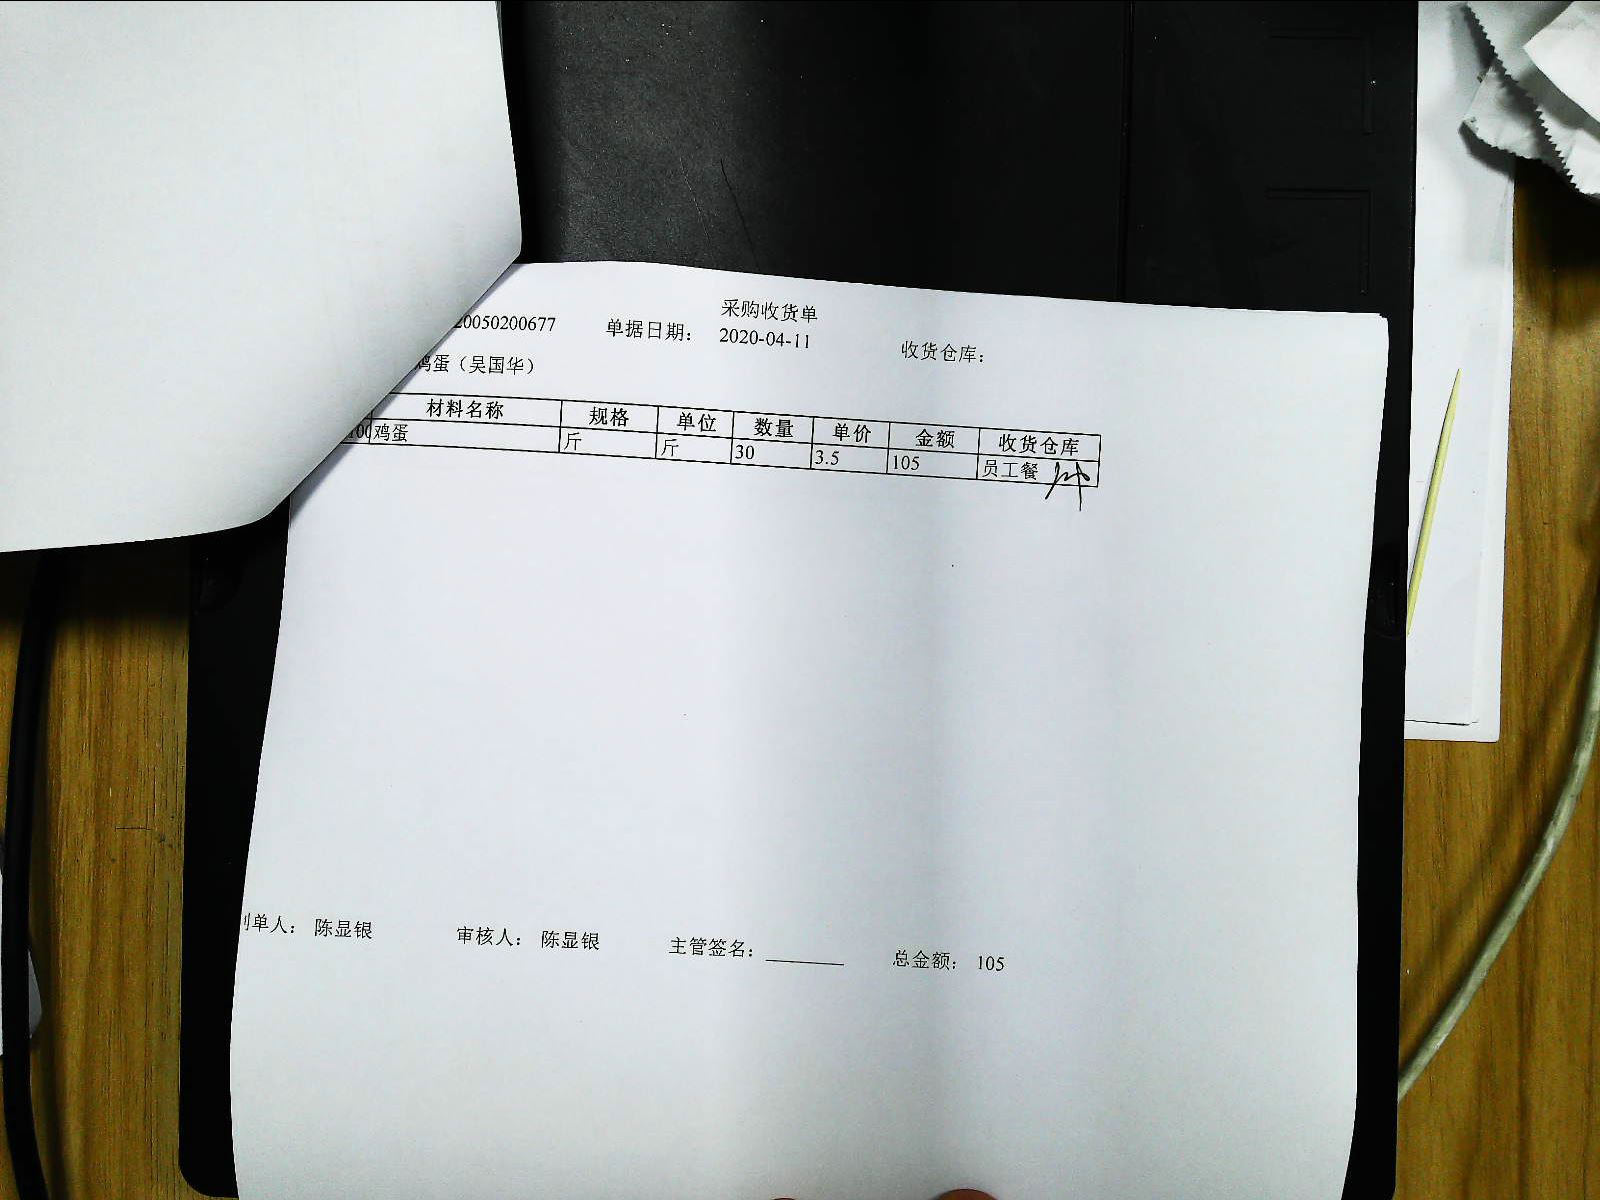 采购收货单
20050200677 单据日期： 2020-04-11 收货仓库：
鸡蛋（吴国华）
材料名称 规格 单位 数量 单价 金额 收货仓库
鸡蛋 斤 斤 30 3.5 105 员工餐
制单人： 陈显银 审核人： 陈显银 主管签名： 总金额： 105